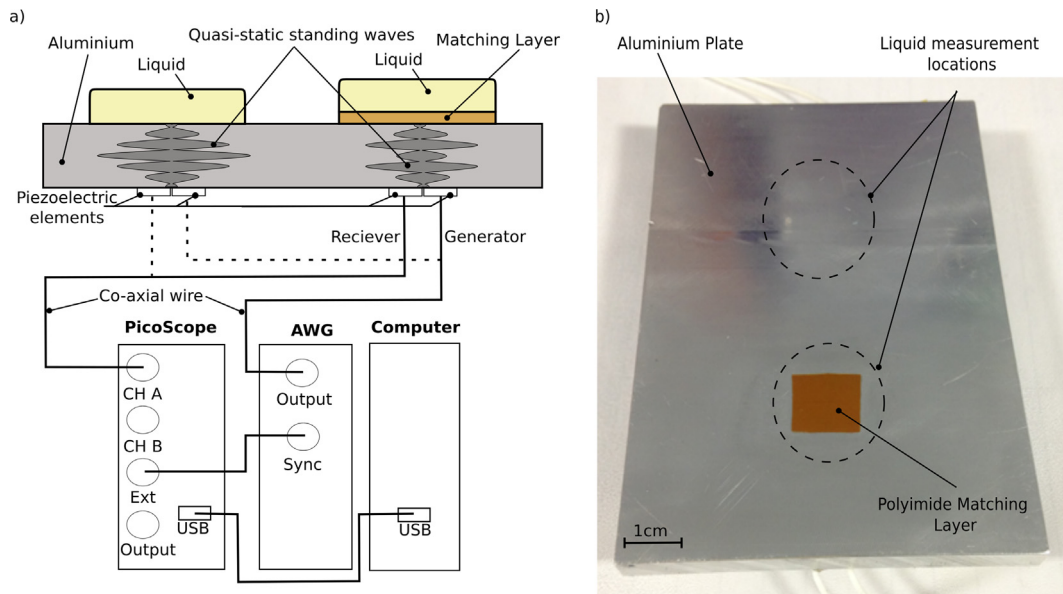 a)
Aluminium
Quasi-static standing waves
Matching Layer
Liquid
Liquid
Piezoelectric
elements
Reciever
Generator
Co-axial wire
PicoScope
AWG
Computer
CH A
Output
CH B
Sync
Ext
USB
Output
USB
b)
Aluminium Plate
Liquid measurement
locations
Polyimide Matching
Layer
1cm